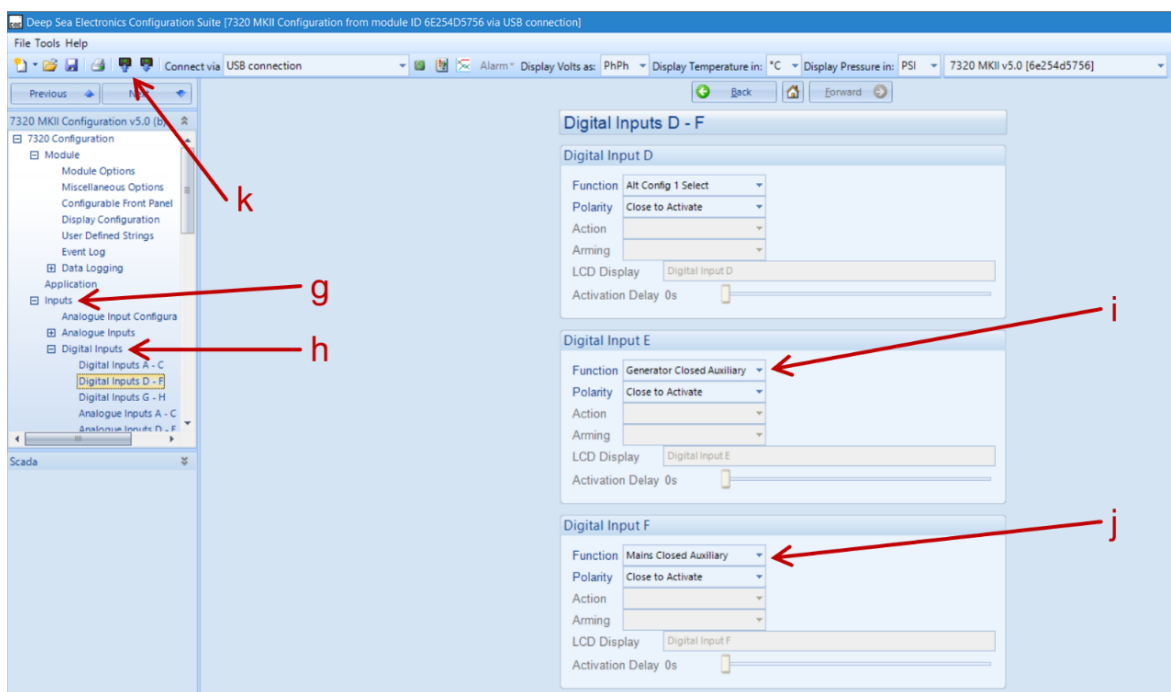 Deep Sea Electronics Configuration Suite [7320 MKII Configuration from module ID 6E254D5756 via USB connection]
File Tools Help
Connect via USB connection Alarm Display Volts as: PhPh Display Temperature in: °C Display Pressure in: PSI 7320 MKII v5.0 [6e254d5756]
Previous
Back Forward
7320 MKII Configuration v5.0 (b)
7320 Configuration
Module
Module Options
Miscellaneous Options
Configurable Front Panel
Display Configuration
User Defined Strings
Event Log
Data Logging
Application
Inputs
Analogue Input Configura
Analogue Inputs
Digital Inputs
Digital Inputs A - C
Digital Inputs D - F
Digital Inputs G - H
Analogue Inputs A - C
Analogue Inputs D - F
Scada
k
g
h
Digital Inputs D - F
Digital Input D
Function Alt Config 1 Select
Polarity Close to Activate
Action
Arming
LCD Display Digital Input D
Activation Delay 0s
Digital Input E
Function Generator Closed Auxiliary
Polarity Close to Activate
Action
Arming
LCD Display Digital Input E
Activation Delay 0s
Digital Input F
Function Mains Closed Auxiliary
Polarity Close to Activate
Action
Arming
LCD Display Digital Input F
Activation Delay 0s
i
j